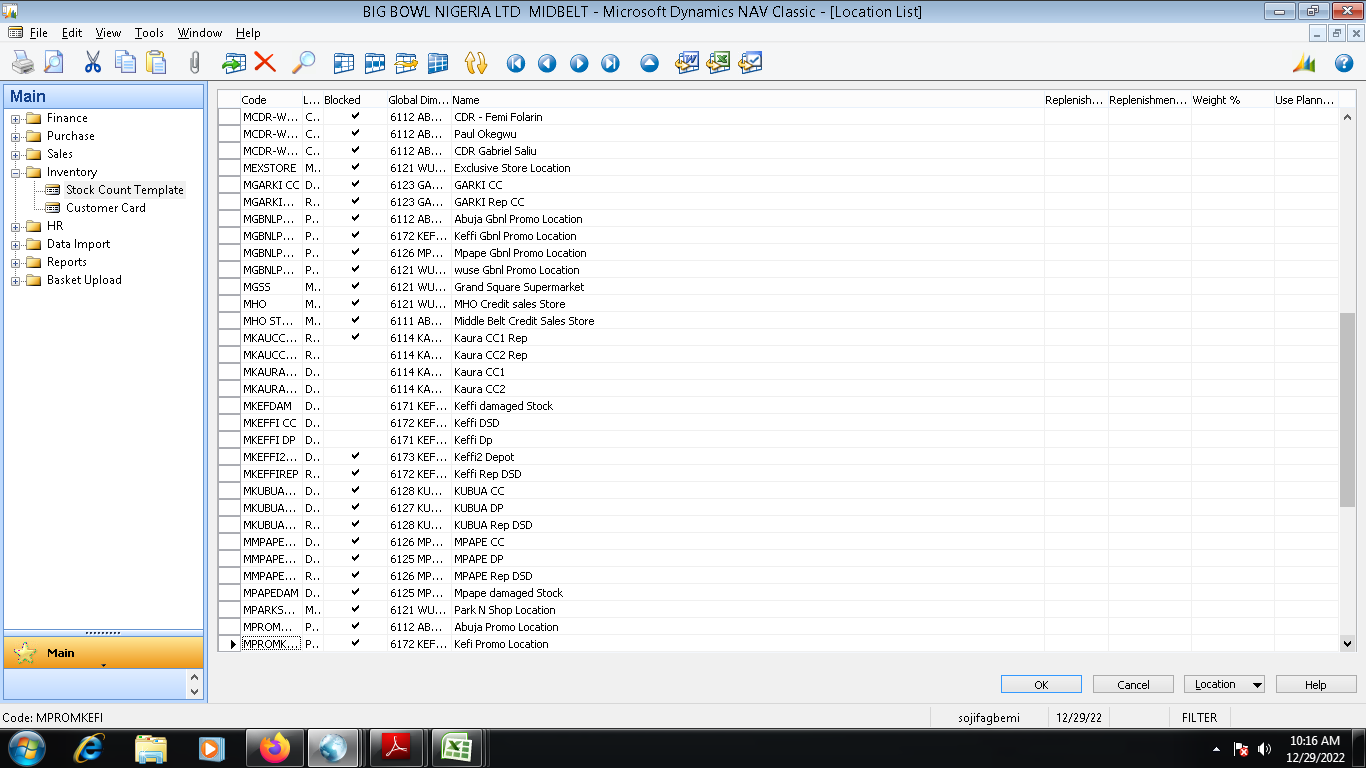 BIG BOWL NIGERIA LTD MIDBELT - Microsoft Dynamics NAV Classic - [Location List]
File Edit View Tools Window Help
Main
Finance
Purchase
Sales
Inventory
Stock Count Template
Customer Card
HR
Data Import
Reports
Basket Upload
Main
Code L... Blocked Global Dim... Name Replenish... Replenishmen... Weight % Use Plann...
MCDR-W... C.. 6112 AB... CDR - Femi Folarin
MCDR-W... C.. 6112 AB... Paul Okegwu
MCDR-W... C.. 6112 AB... CDR Gabriel Saliu
MEXSTORE M.. 6121 WU... Exclusive Store Location
MGARKI CC D.. 6123 GA... GARKI CC
MGARKI... R.. 6123 GA... GARKI Rep CC
MGBNLP... P.. 6112 AB... Abuja Gbnl Promo Location
MGBNLP... P.. 6172 KEF... Keffi Gbnl Promo Location
MGBNLP... P.. 6126 MP... Mpape Gbnl Promo Location
MGBNLP... P.. 6121 WU... wuse Gbnl Promo Location
MGSS M.. 6121 WU... Grand Square Supermarket
MHO M.. 6121 WU... MHO Credit sales Store
MHO ST... M.. 6111 AB... Middle Belt Credit Sales Store
MKAUCC... R.. 6114 KA... Kaura CC1 Rep
MKAUCC... R.. 6114 KA... Kaura CC2 Rep
MKAURA... D.. 6114 KA... Kaura CC1
MKAURA... D.. 6114 KA... Kaura CC2
MKEFDAM D.. 6171 KEF... Keffi damaged Stock
MKEFFI CC D.. 6172 KEF... Keffi DSD
MKEFFI DP D.. 6171 KEF... Keffi Dp
MKEFFI2... D.. 6173 KEF... Keffi2 Depot
MKEFFIREP R.. 6172 KEF... Keffi Rep DSD
MKUBUA... D.. 6128 KU... KUBUA CC
MKUBUA... D.. 6127 KU... KUBUA DP
MKUBUA... R.. 6128 KU... KUBUA Rep DSD
MMPAPE... D.. 6126 MP... MPAPE CC
MMPAPE... D.. 6125 MP... MPAPE DP
MMPAPE... R.. 6126 MP... MPAPE Rep DSD
MPAPEDAM D.. 6125 MP... Mpape damaged Stock
MPARKS... M.. 6121 WU... Park N Shop Location
MPROM... P.. 6112 AB... Abuja Promo Location
MPROMK... P.. 6172 KEF... Kefi Promo Location
OK Cancel Location Help
Code: MPROMKEFI sojifagbemi 12/29/22 FILTER
10:16 AM
12/29/2022